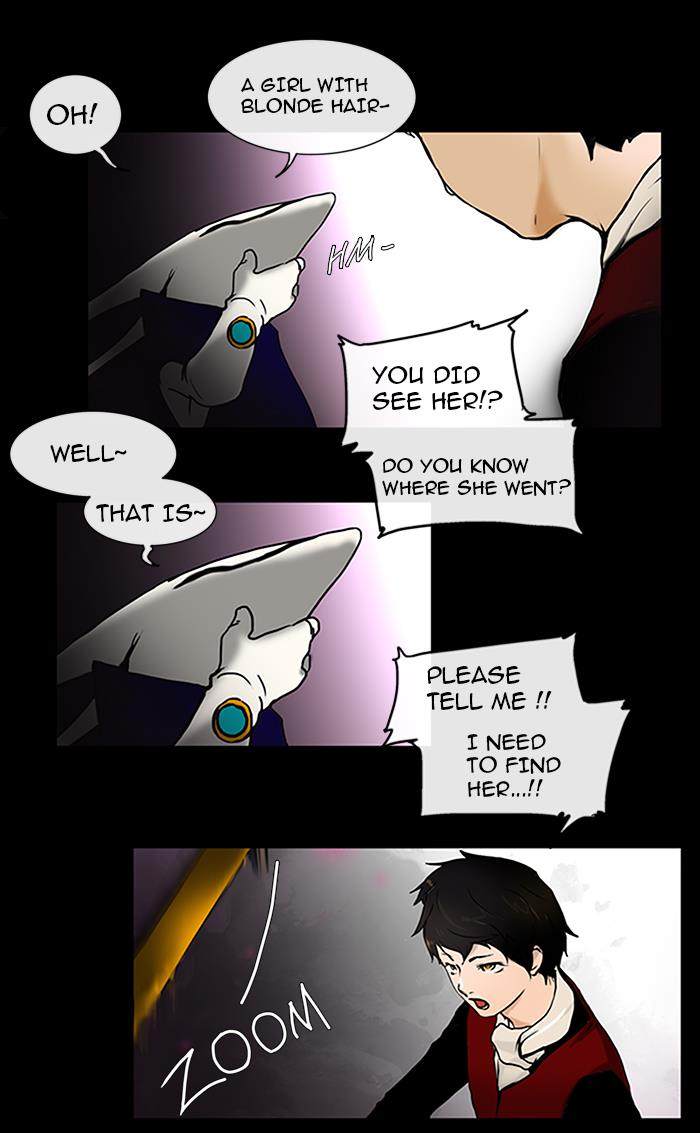 OH!
A GIRL WITH
BLONDE HAIR~
HM~
YOU DID
SEE HER!?
DO YOU KNOW
WHERE SHE WENT?
WELL~
THAT IS~
PLEASE
TELL ME !!
I NEED
TO FIND
HER...!!
ZOOM